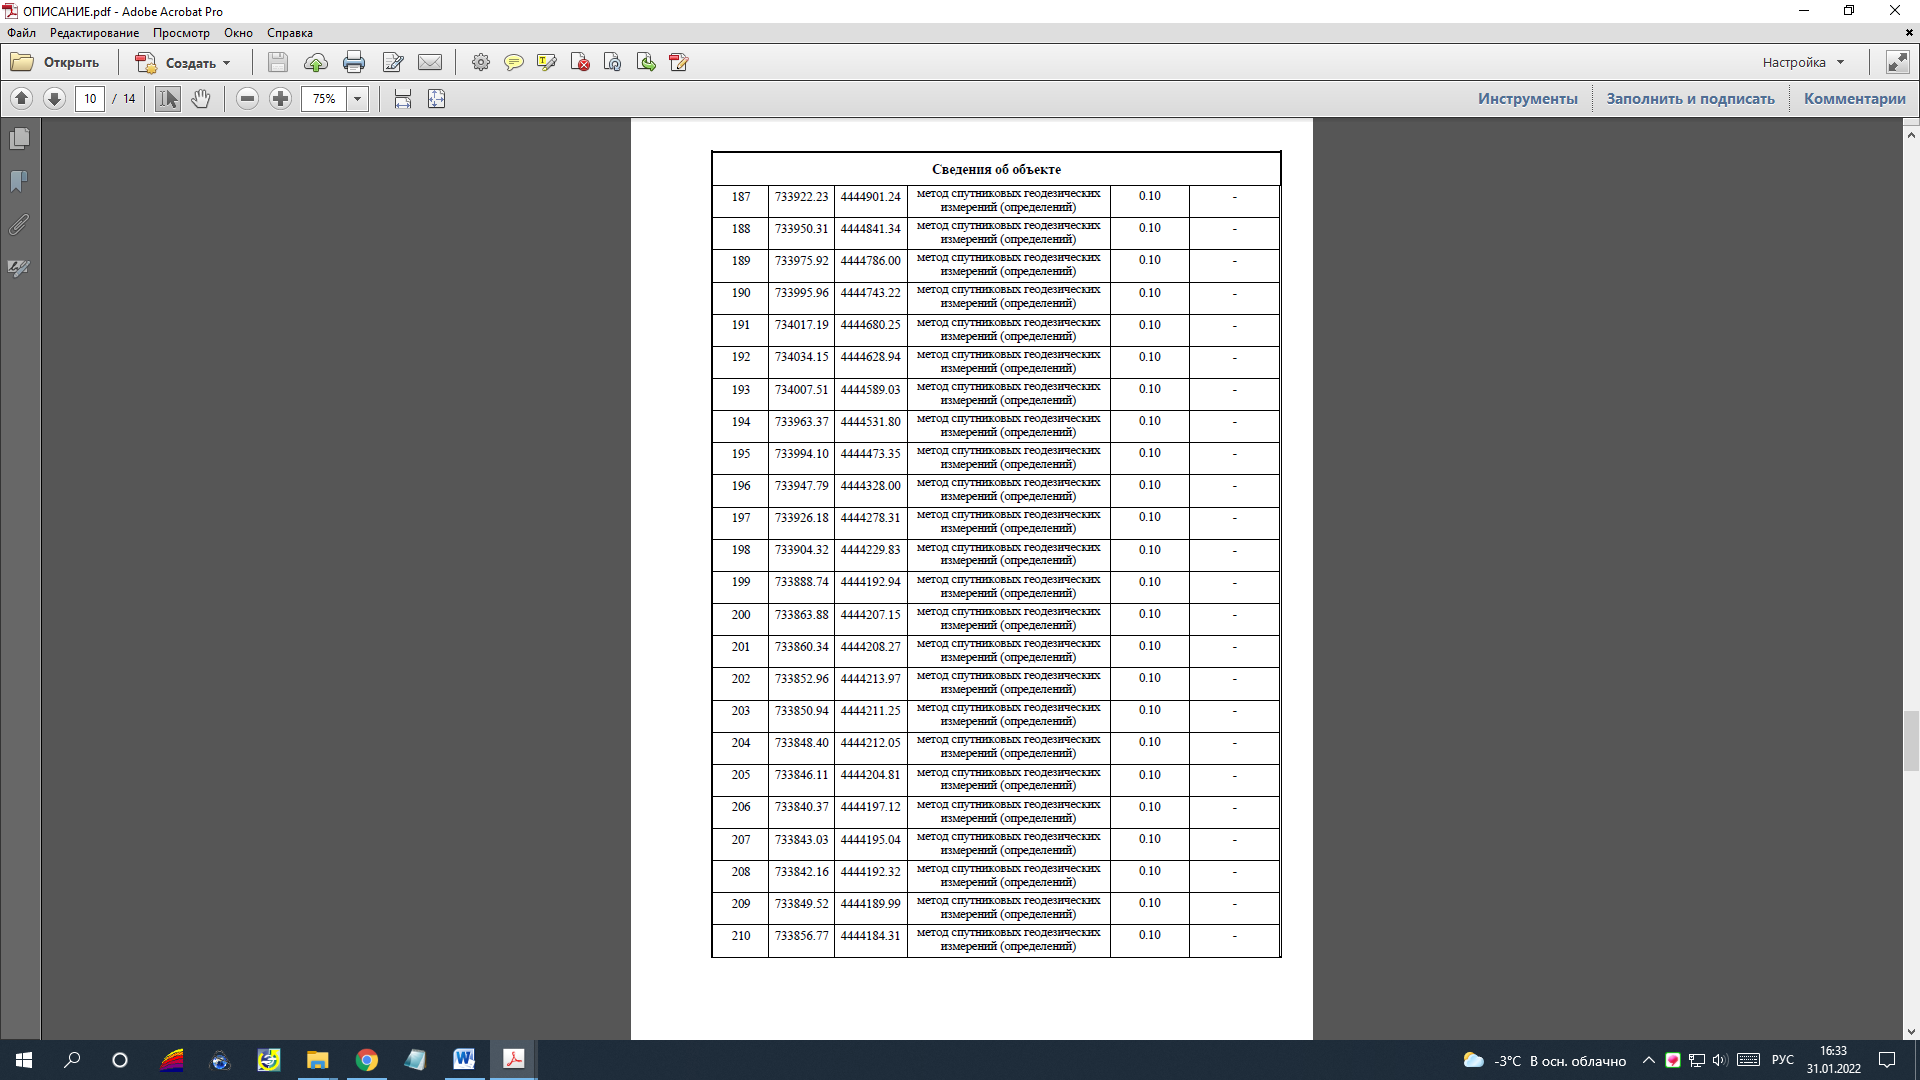 ОПИСАНИЕ.pdf - Adobe Acrobat Pro
Файл Редактирование Просмотр Окно Справка
Открыть Создать Настройка
10 / 14 75% Инструменты Заполнить и подписать Комментарии
Сведения об объекте
187 733922.23 4444901.24 метод спутниковых геодезических измерений (определений) 0.10 -
188 733950.31 4444841.34 метод спутниковых геодезических измерений (определений) 0.10 -
189 733975.92 4444786.00 метод спутниковых геодезических измерений (определений) 0.10 -
190 733995.96 4444743.22 метод спутниковых геодезических измерений (определений) 0.10 -
191 734017.19 4444680.25 метод спутниковых геодезических измерений (определений) 0.10 -
192 734034.15 4444628.94 метод спутниковых геодезических измерений (определений) 0.10 -
193 734007.51 4444589.03 метод спутниковых геодезических измерений (определений) 0.10 -
194 733963.37 4444531.80 метод спутниковых геодезических измерений (определений) 0.10 -
195 733994.10 4444473.35 метод спутниковых геодезических измерений (определений) 0.10 -
196 733947.79 4444328.00 метод спутниковых геодезических измерений (определений) 0.10 -
197 733926.18 4444278.31 метод спутниковых геодезических измерений (определений) 0.10 -
198 733904.32 4444229.83 метод спутниковых геодезических измерений (определений) 0.10 -
199 733888.74 4444192.94 метод спутниковых геодезических измерений (определений) 0.10 -
200 733863.88 4444207.15 метод спутниковых геодезических измерений (определений) 0.10 -
201 733860.34 4444208.27 метод спутниковых геодезических измерений (определений) 0.10 -
202 733852.96 4444213.97 метод спутниковых геодезических измерений (определений) 0.10 -
203 733850.94 4444211.25 метод спутниковых геодезических измерений (определений) 0.10 -
204 733848.40 4444212.05 метод спутниковых геодезических измерений (определений) 0.10 -
205 733846.11 4444204.81 метод спутниковых геодезических измерений (определений) 0.10 -
206 733840.37 4444197.12 метод спутниковых геодезических измерений (определений) 0.10 -
207 733843.03 4444195.04 метод спутниковых геодезических измерений (определений) 0.10 -
208 733842.16 4444192.32 метод спутниковых геодезических измерений (определений) 0.10 -
209 733849.52 4444189.99 метод спутниковых геодезических измерений (определений) 0.10 -
210 733856.77 4444184.31 метод спутниковых геодезических измерений (определений) 0.10 -
-3°C В осн. облачно РУС 16:33
31.01.2022